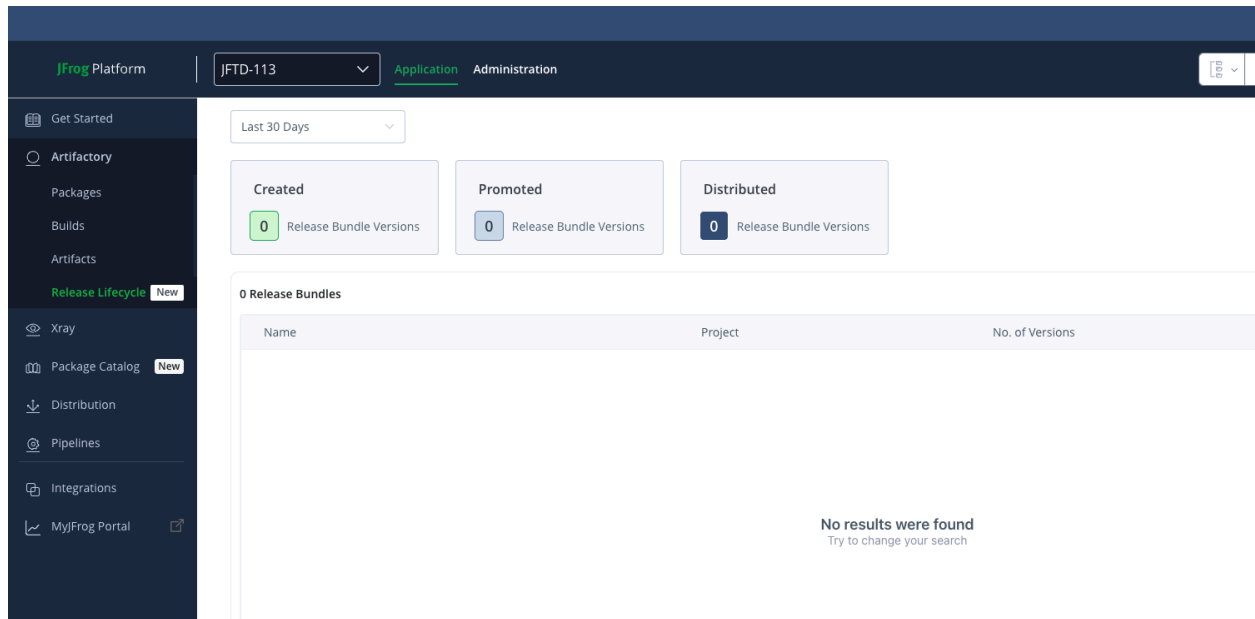 JFrog Platform
JFTD-113
Application
Administration
Get Started
Artifactory
Packages
Builds
Artifacts
Release Lifecycle New
Xray
Package Catalog New
Distribution
Pipelines
Integrations
MyJFrog Portal
Last 30 Days
Created
0 Release Bundle Versions
Promoted
0 Release Bundle Versions
Distributed
0 Release Bundle Versions
0 Release Bundles
Name Project No. of Versions
No results were found
Try to change your search